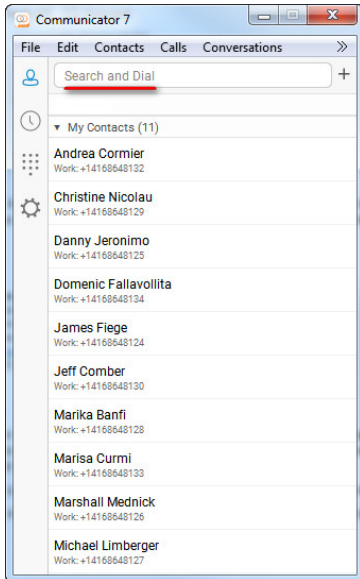 Communicator 7
File Edit Contacts Calls Conversations »
Search and Dial +
▾ My Contacts (11)
Andrea Cormier
Work: +14168648132
Christine Nicolau
Work: +14168648129
Danny Jeronimo
Work: +14168648125
Domenic Fallavollita
Work: +14168648134
James Fiege
Work: +14168648124
Jeff Comber
Work: +14168648130
Marika Banfi
Work: +14168648128
Marisa Curmi
Work: +14168648133
Marshall Mednick
Work: +14168648126
Michael Limberger
Work: +14168648127